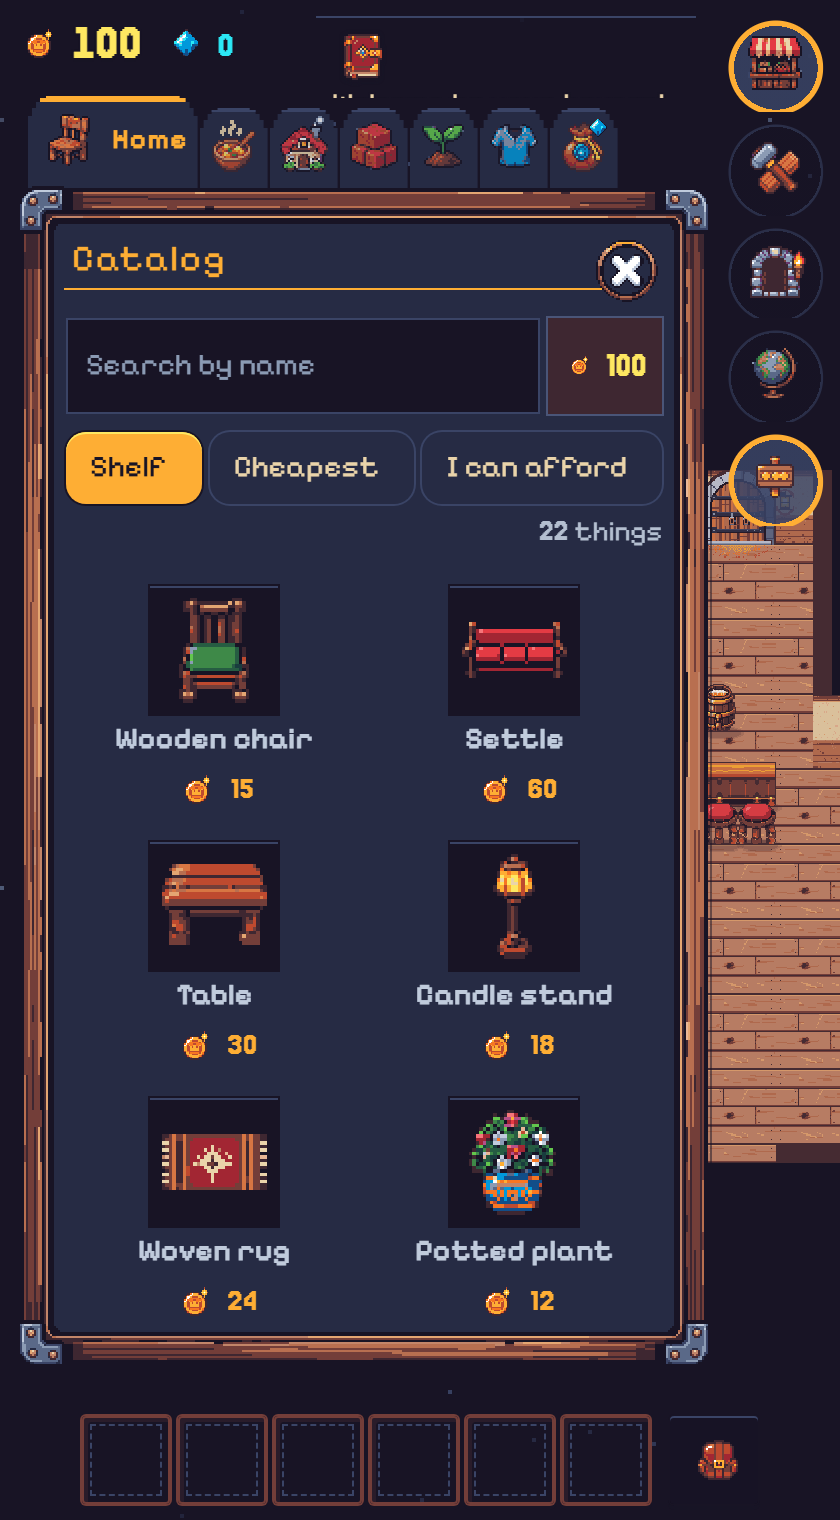 100 0
Home
Catalog
Search by name
100
Shelf Cheapest I can afford
22 things
Wooden chair Settle
15 60
Table Candle stand
30 18
Woven rug Potted plant
24 12